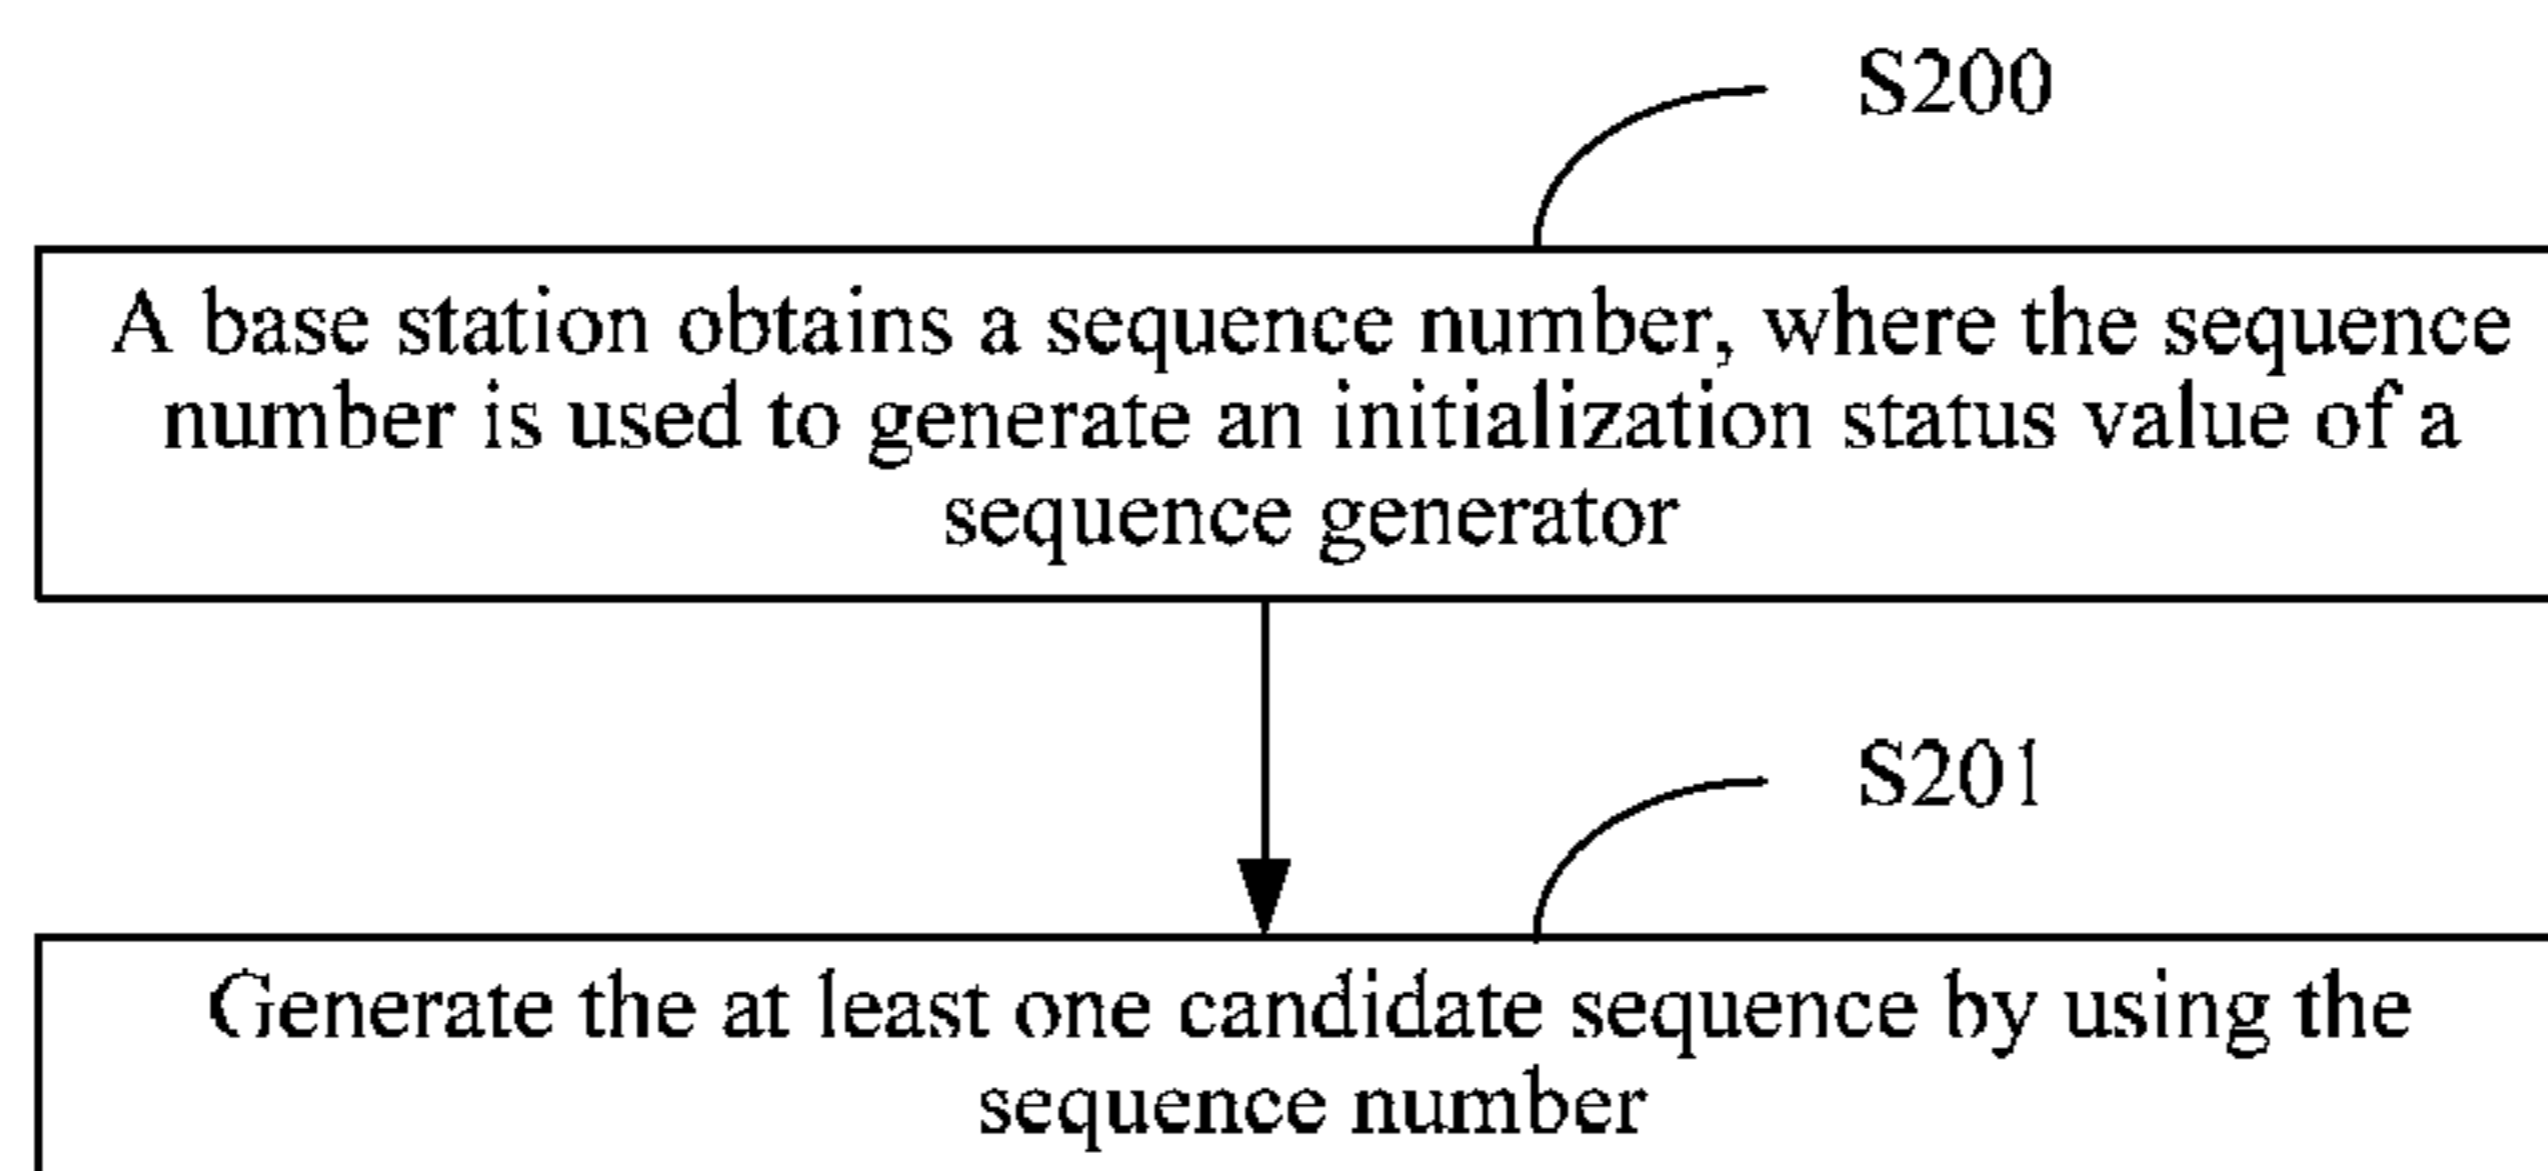 S200
A base station obtains a sequence number, where the sequence
number is used to generate an initialization status value of a
sequence generator
S201
Generate the at least one candidate sequence by using the
sequence number